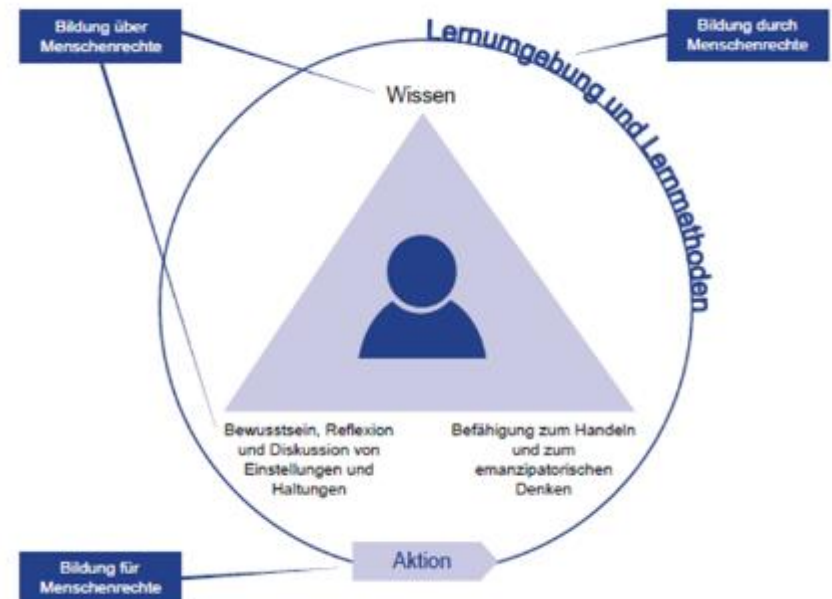 Bildung über
Menschenrechte
Lernumgebung und Lernmethoden
Bildung durch
Menschenrechte
Wissen
Bewusstsein, Reflexion
und Diskussion von
Einstellungen und
Haltungen
Befähigung zum Handeln
und zum
emanzipatorischen
Denken
Bildung für
Menschenrechte
Aktion